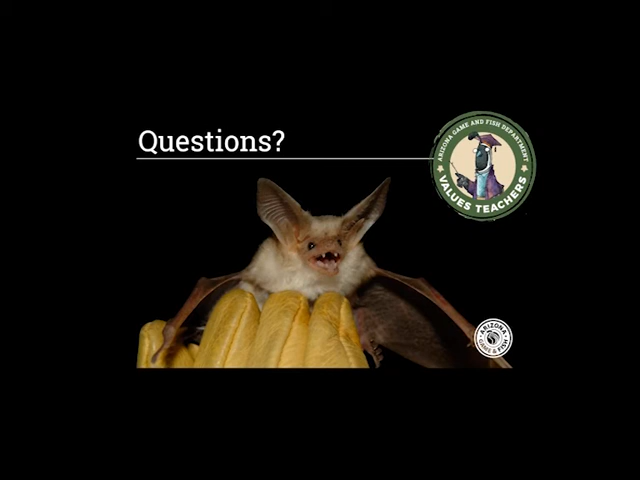 Questions?
ARIZONA GAME AND FISH DEPARTMENT
VALUES TEACHERS
ARIZONA
GAME & FISH